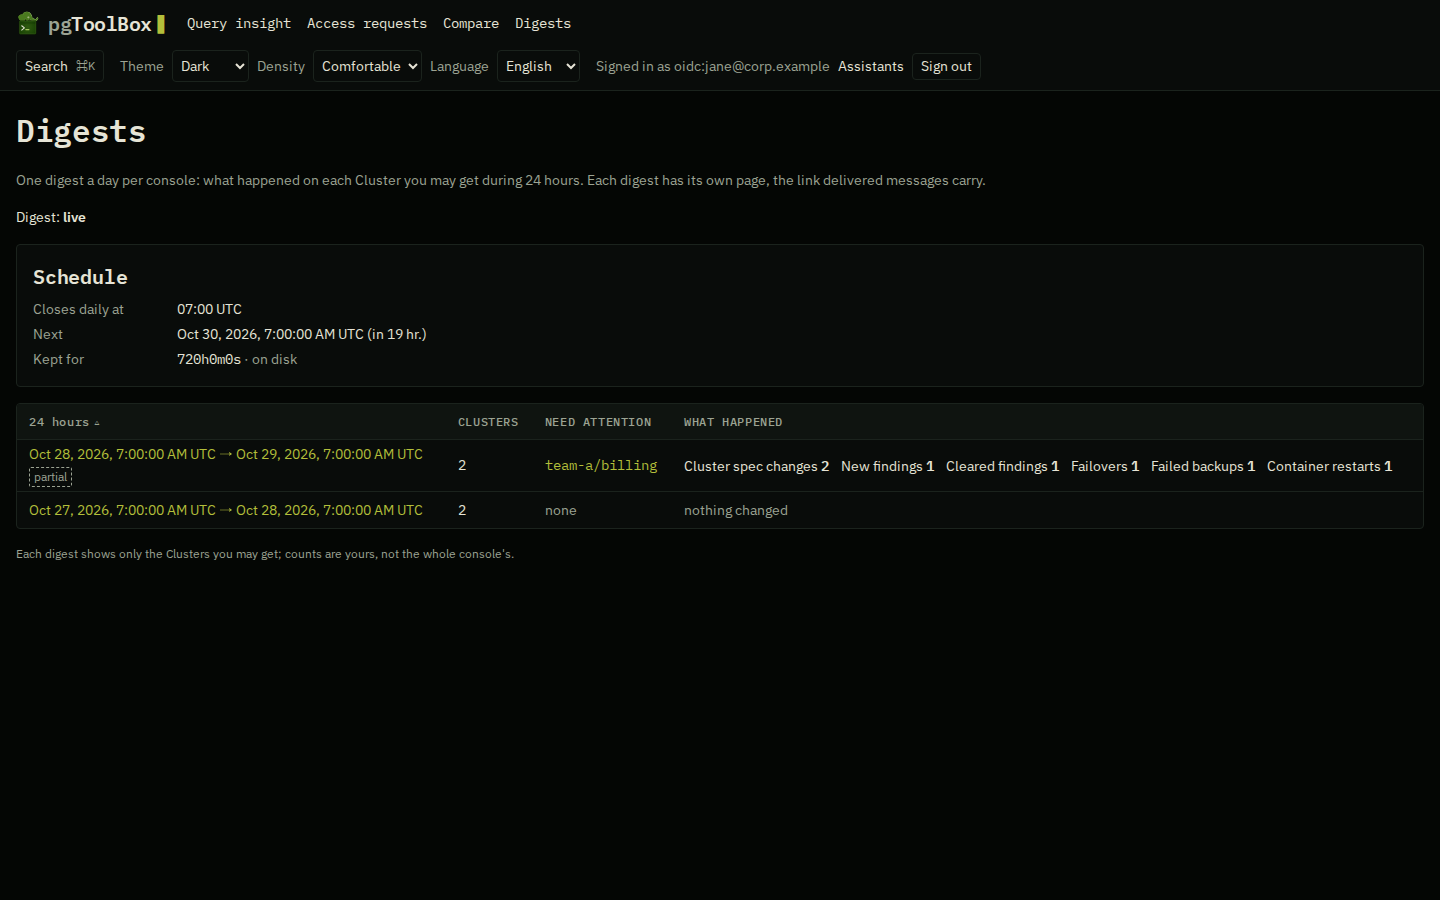 pgToolBox Query insight Access requests Compare Digests
Search ⌘K Theme Dark Density Comfortable Language English Signed in as oidc:jane@corp.example Assistants Sign out
Digests
One digest a day per console: what happened on each Cluster you may get during 24 hours. Each digest has its own page, the link delivered messages carry.
Digest: live
Schedule
Closes daily at 07:00 UTC
Next Oct 30, 2026, 7:00:00 AM UTC (in 19 hr.)
Kept for 720h0m0s · on disk
24 hours CLUSTERS NEED ATTENTION WHAT HAPPENED
Oct 28, 2026, 7:00:00 AM UTC → Oct 29, 2026, 7:00:00 AM UTC 2 team-a/billing Cluster spec changes 2 New findings 1 Cleared findings 1 Failovers 1 Failed backups 1 Container restarts 1
partial
Oct 27, 2026, 7:00:00 AM UTC → Oct 28, 2026, 7:00:00 AM UTC 2 none nothing changed
Each digest shows only the Clusters you may get; counts are yours, not the whole console's.